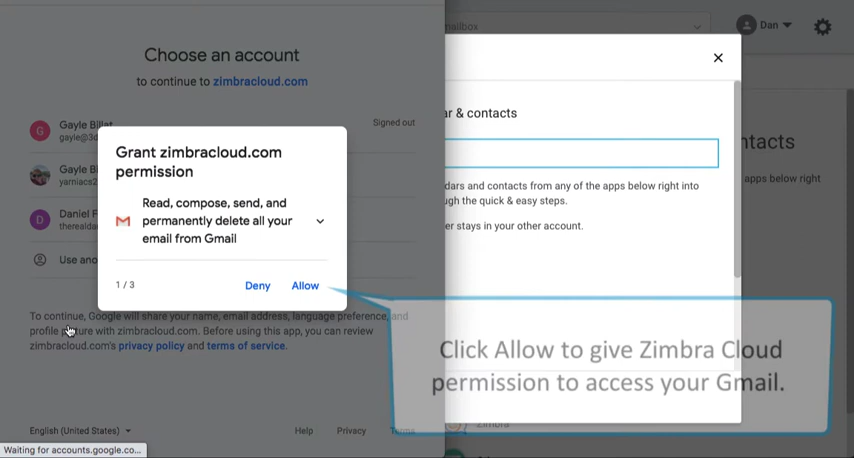 Choose an account
to continue to zimbracloud.com
Gayle Billat
gayle@3d
Signed out
Gayle Bi
yarniacs2
Daniel F
therealda
Use ano
Grant zimbracloud.com
permission
Read, compose, send, and
permanently delete all your
email from Gmail
1 / 3
Deny
Allow
To continue, Google will share your name, email address, language preference, and
profile picture with zimbracloud.com. Before using this app, you can review
zimbracloud.com's privacy policy and terms of service.
English (United States)
Help
Privacy
Terms
Waiting for accounts.google.co...
mailbox
Dan
ar & contacts
dars and contacts from any of the apps below right into
ugh the quick & easy steps.
er stays in your other account.
ntacts
apps below right
Click Allow to give Zimbra Cloud
permission to access your Gmail.
Zimbra